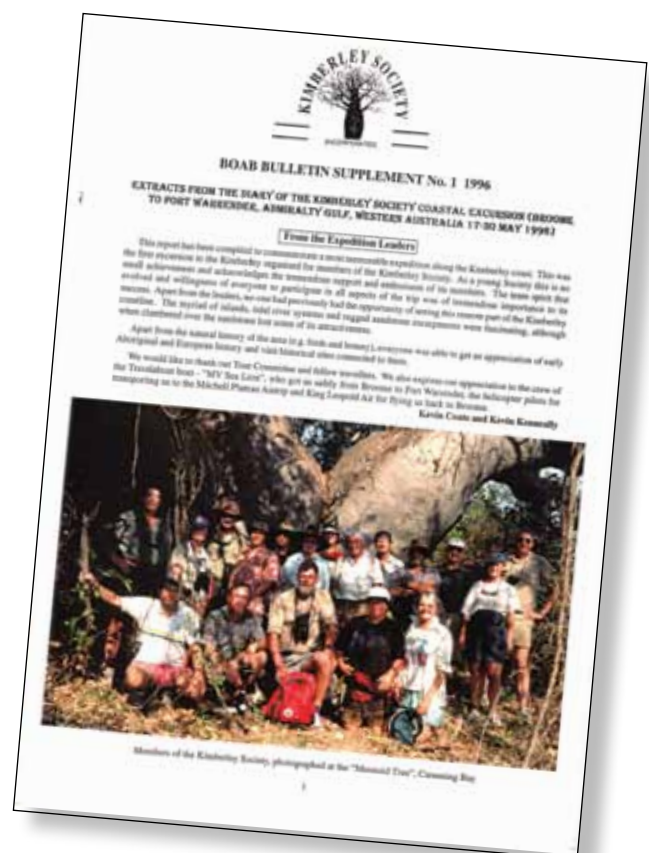 KIMBERLEY SOCIETY
INCORPORATED
BOAB BULLETIN SUPPLEMENT No. 1 1996
EXTRACTS FROM THE DIARY OF THE KIMBERLEY SOCIETY COASTAL EXCURSION (BROOME
TO PORT WARRENDER, ADMIRALTY GULF, WESTERN AUSTRALIA 17-30 MAY 1996)
From the Expedition Leaders
This report has been compiled to commemorate a most memorable expedition along the Kimberley coast. This was
the first excursion in the Kimberley organised for members of the Kimberley Society. As a young Society this is no
small achievement and acknowledges the tremendous support and enthusiasm of its members. The team spirit that
evolved and willingness of everyone to participate in all aspects of the trip was of tremendous importance to its
success. Apart from the leaders, no-one had previously had the opportunity of seeing this remote part of the Kimberley
coastline. The myriad of islands, tidal river systems and rugged sandstone escarpments were fascinating, although
when clambered over the sandstone lost some of its attractiveness.
Apart from the natural history of the area (e.g. birds and botany), everyone was able to get an appreciation of early
Aboriginal and European history and visit historical sites connected to them.
We would like to thank our Tour Committee and fellow travellers. We also express our appreciation to the crew of
the boat - "MV Sea Lion", who got us safely from Broome to Port Warrender, the helicopter pilots for
transporting us to the Mitchell Plateau Airstrip and King Leopold Air for flying us back to Broome.
Kevin Coate and Kevin Kenneally
Members of the Kimberley Society, photographed at the "Mermaid Tree", Careening Bay
1